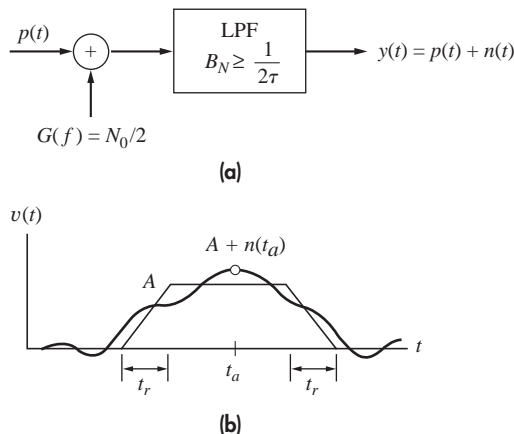 p(t)
+
LPF
B_N ≥ 1/2τ
y(t) = p(t) + n(t)
G(f) = N_0/2
(a)
v(t)
A + n(t_a)
A
t
t_r
t_a
t_r
(b)